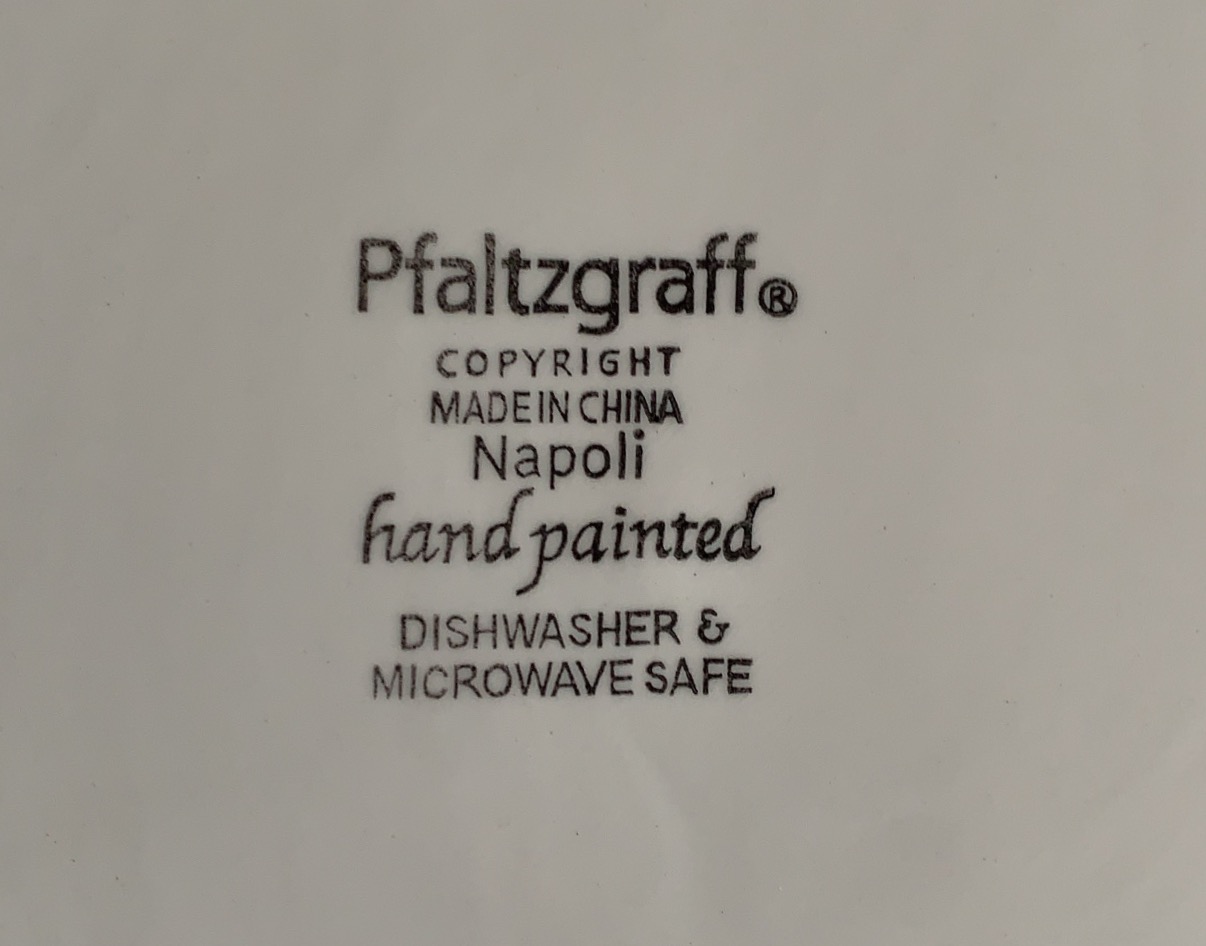 Pfaltzgraff®
COPYRIGHT
MADE IN CHINA
Napoli
hand painted
DISHWASHER &
MICROWAVE SAFE